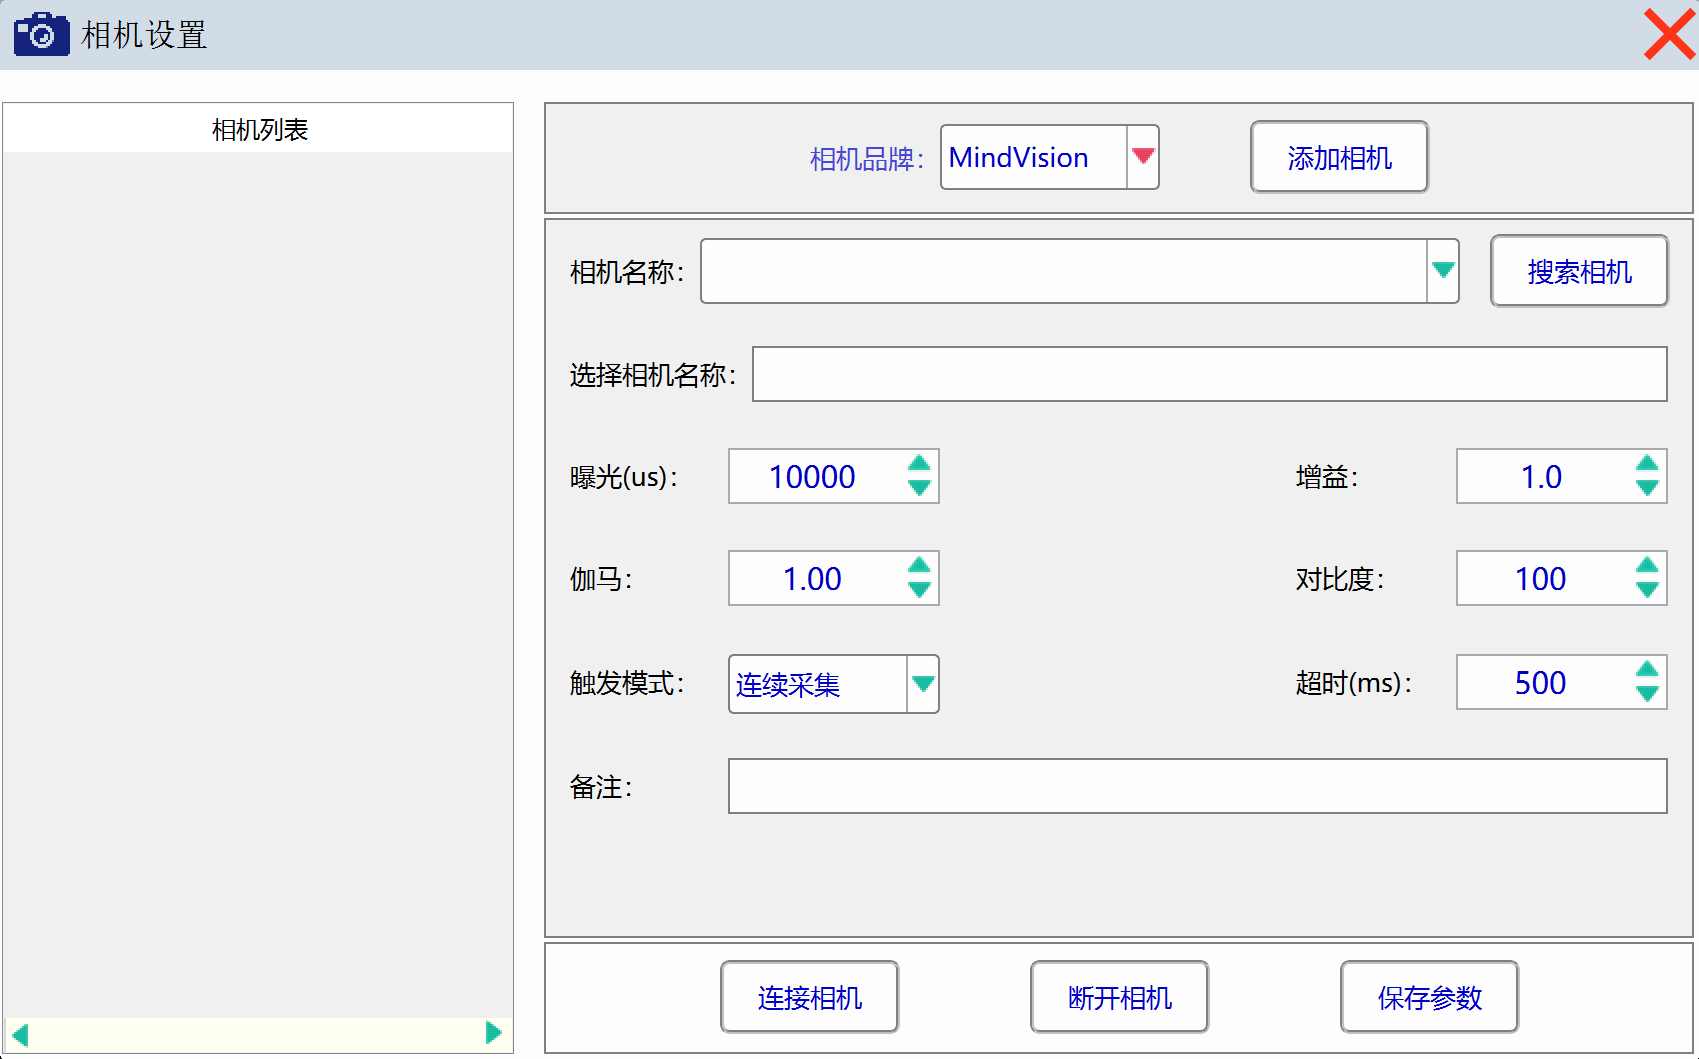 相机设置
相机列表
相机品牌：
MindVision
添加相机
相机名称：
搜索相机
选择相机名称：
曝光(us)：
10000
增益：
1.0
伽马：
1.00
对比度：
100
触发模式：
连续采集
超时(ms)：
500
备注：
连接相机
断开相机
保存参数